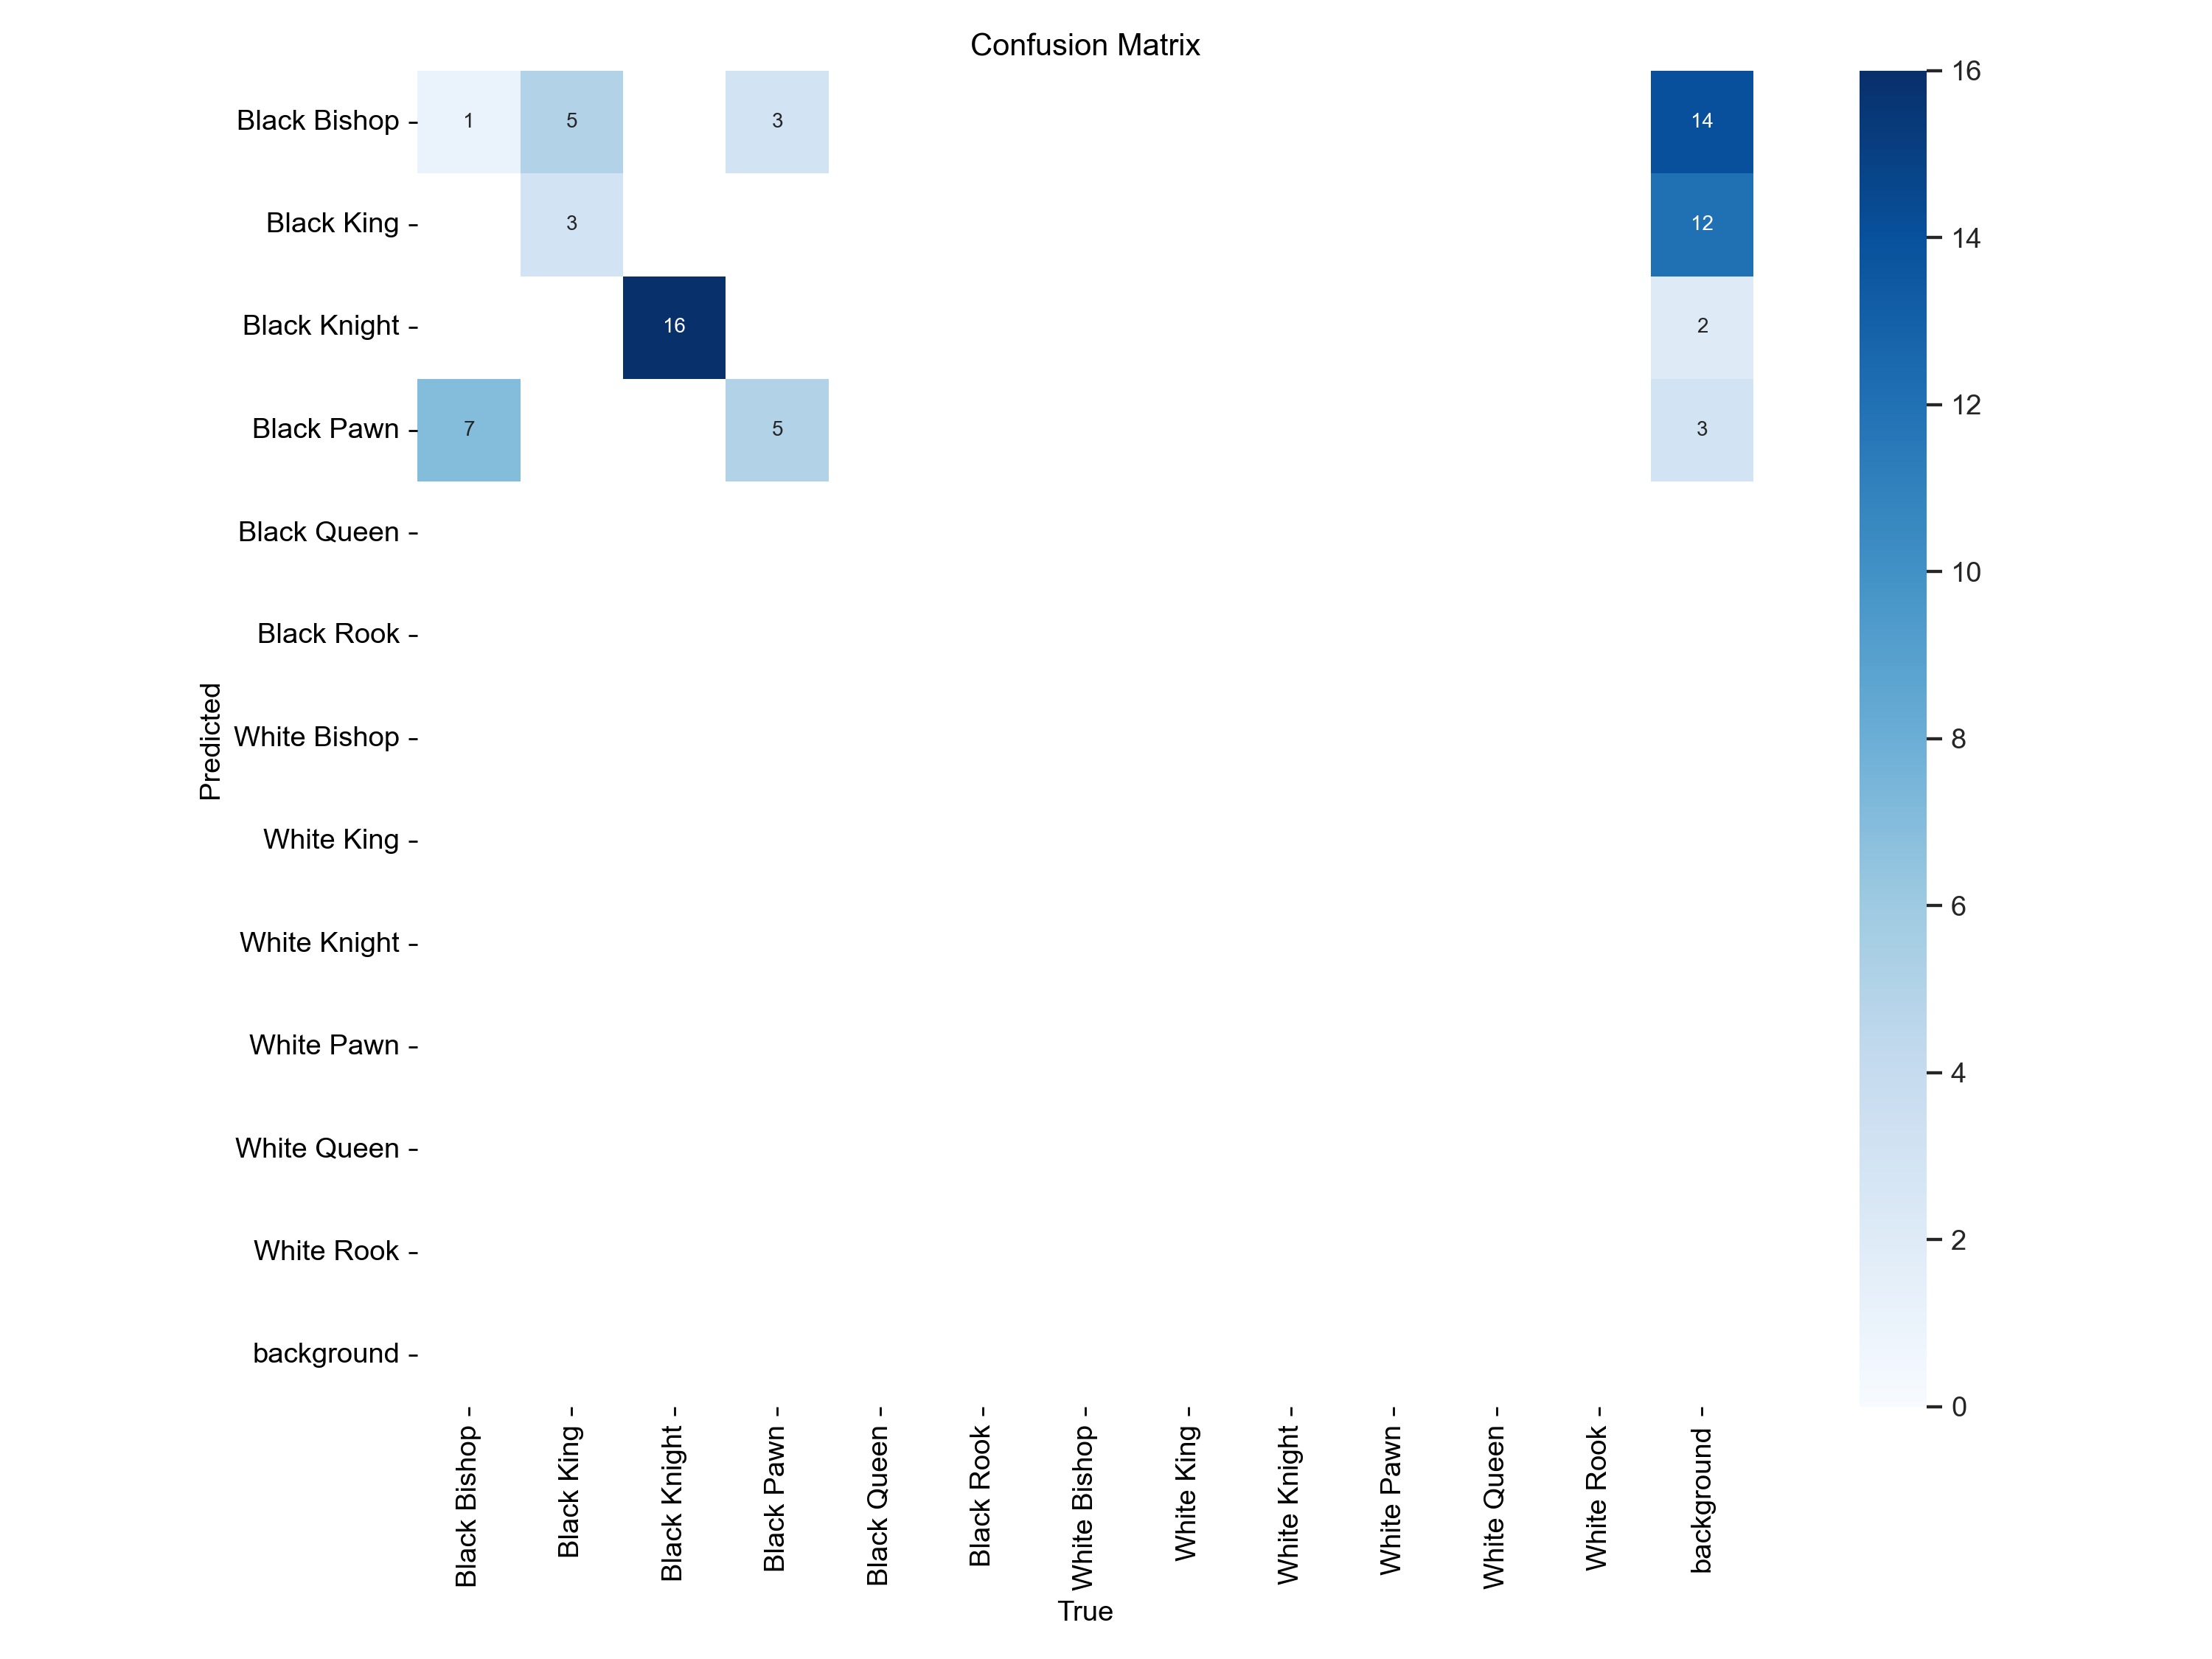 Confusion Matrix
Black Bishop
1 5 3 14
Black King
3 12
Black Knight
16 2
Black Pawn
7 5 3
Black Queen
Black Rook
White Bishop
White King
White Knight
White Pawn
White Queen
White Rook
background
Predicted
Black Bishop
Black King
Black Knight
Black Pawn
Black Queen
Black Rook
White Bishop
White King
White Knight
White Pawn
White Queen
White Rook
background
True
16
14
12
10
8
6
4
2
0